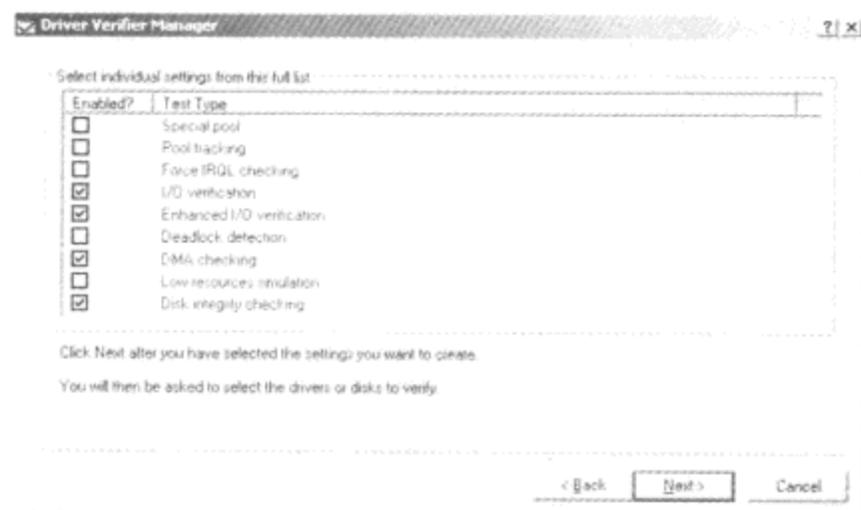 Driver Verifier Manager
Select individual settings from this full list
Enabled? Test Type
Special pool
Pool tracking
Force IRQL checking
I/O verification
Enhanced I/O verification
Deadlock detection
DMA checking
Low resources simulation
Disk integrity checking
Click Next after you have selected the settings you want to create.
You will then be asked to select the drivers or disks to verify.
< Back Next > Cancel